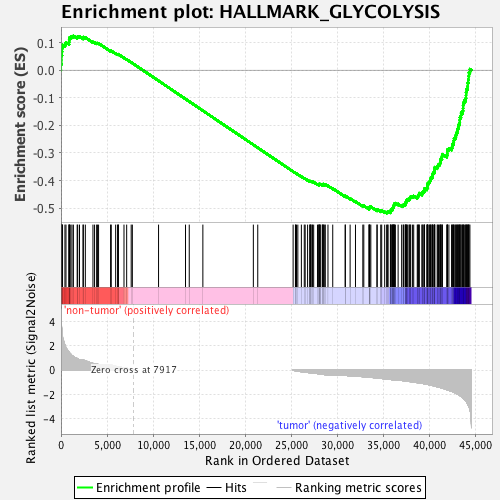 Enrichment plot: HALLMARK_GLYCOLYSIS
Enrichment score (ES)
0.1
0.0
-0.1
-0.2
-0.3
-0.4
-0.5
'non-tumor' (positively correlated)
Ranked list metric (Signal2Noise)
4
2
0
-2
-4
Zero cross at 7917
'tumor' (negatively correlated)
0
5,000
10,000
15,000
20,000
25,000
30,000
35,000
40,000
45,000
Rank in Ordered Dataset
Enrichment profile
Hits
Ranking metric scores